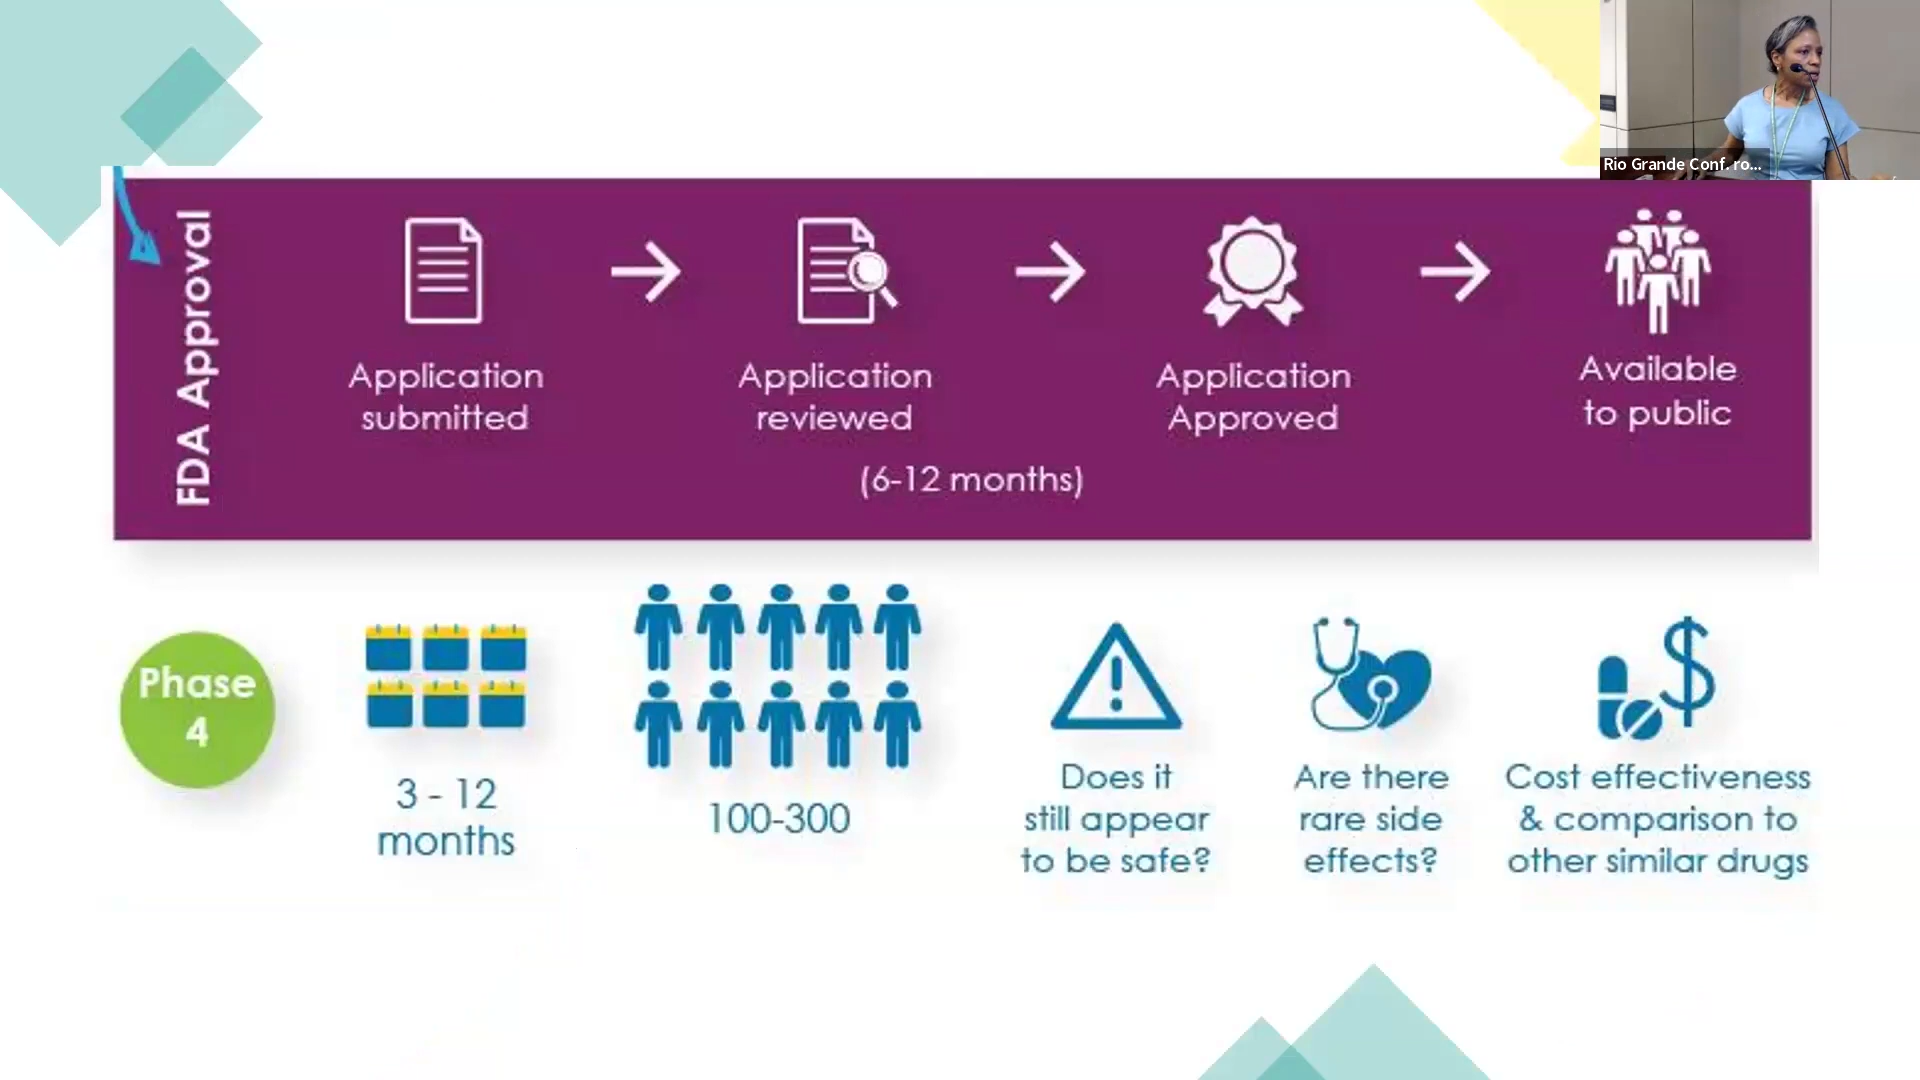 Rio Grande Conf. ro...
FDA Approval
Application
submitted
Application
reviewed
Application
Approved
Available
to public
(6-12 months)
Phase
4
3 - 12
months
100-300
Does it
still appear
to be safe?
Are there
rare side
effects?
Cost effectiveness
& comparison to
other similar drugs